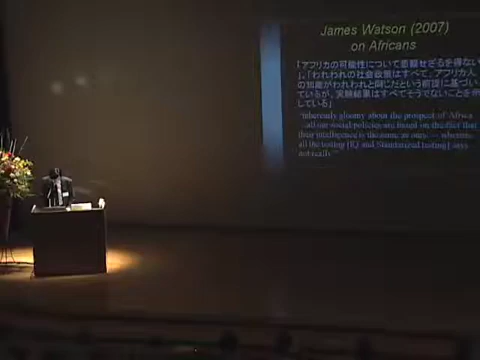 James Watson (2007)
on Africans
「アフリカの可能性について悲観せざるを得ない
」、「われわれの社会政策はすべて、アフリカ人
の知能がわれわれと同じだという前提に基づい
ているが、実験結果はすべてそうでないことを示
している」
"inherently gloomy about the prospect of Africa
all our social policies are based on the fact that
their intelligence is the same as ours — whereas
all the testing [IQ and Standarized testing] says
not really."